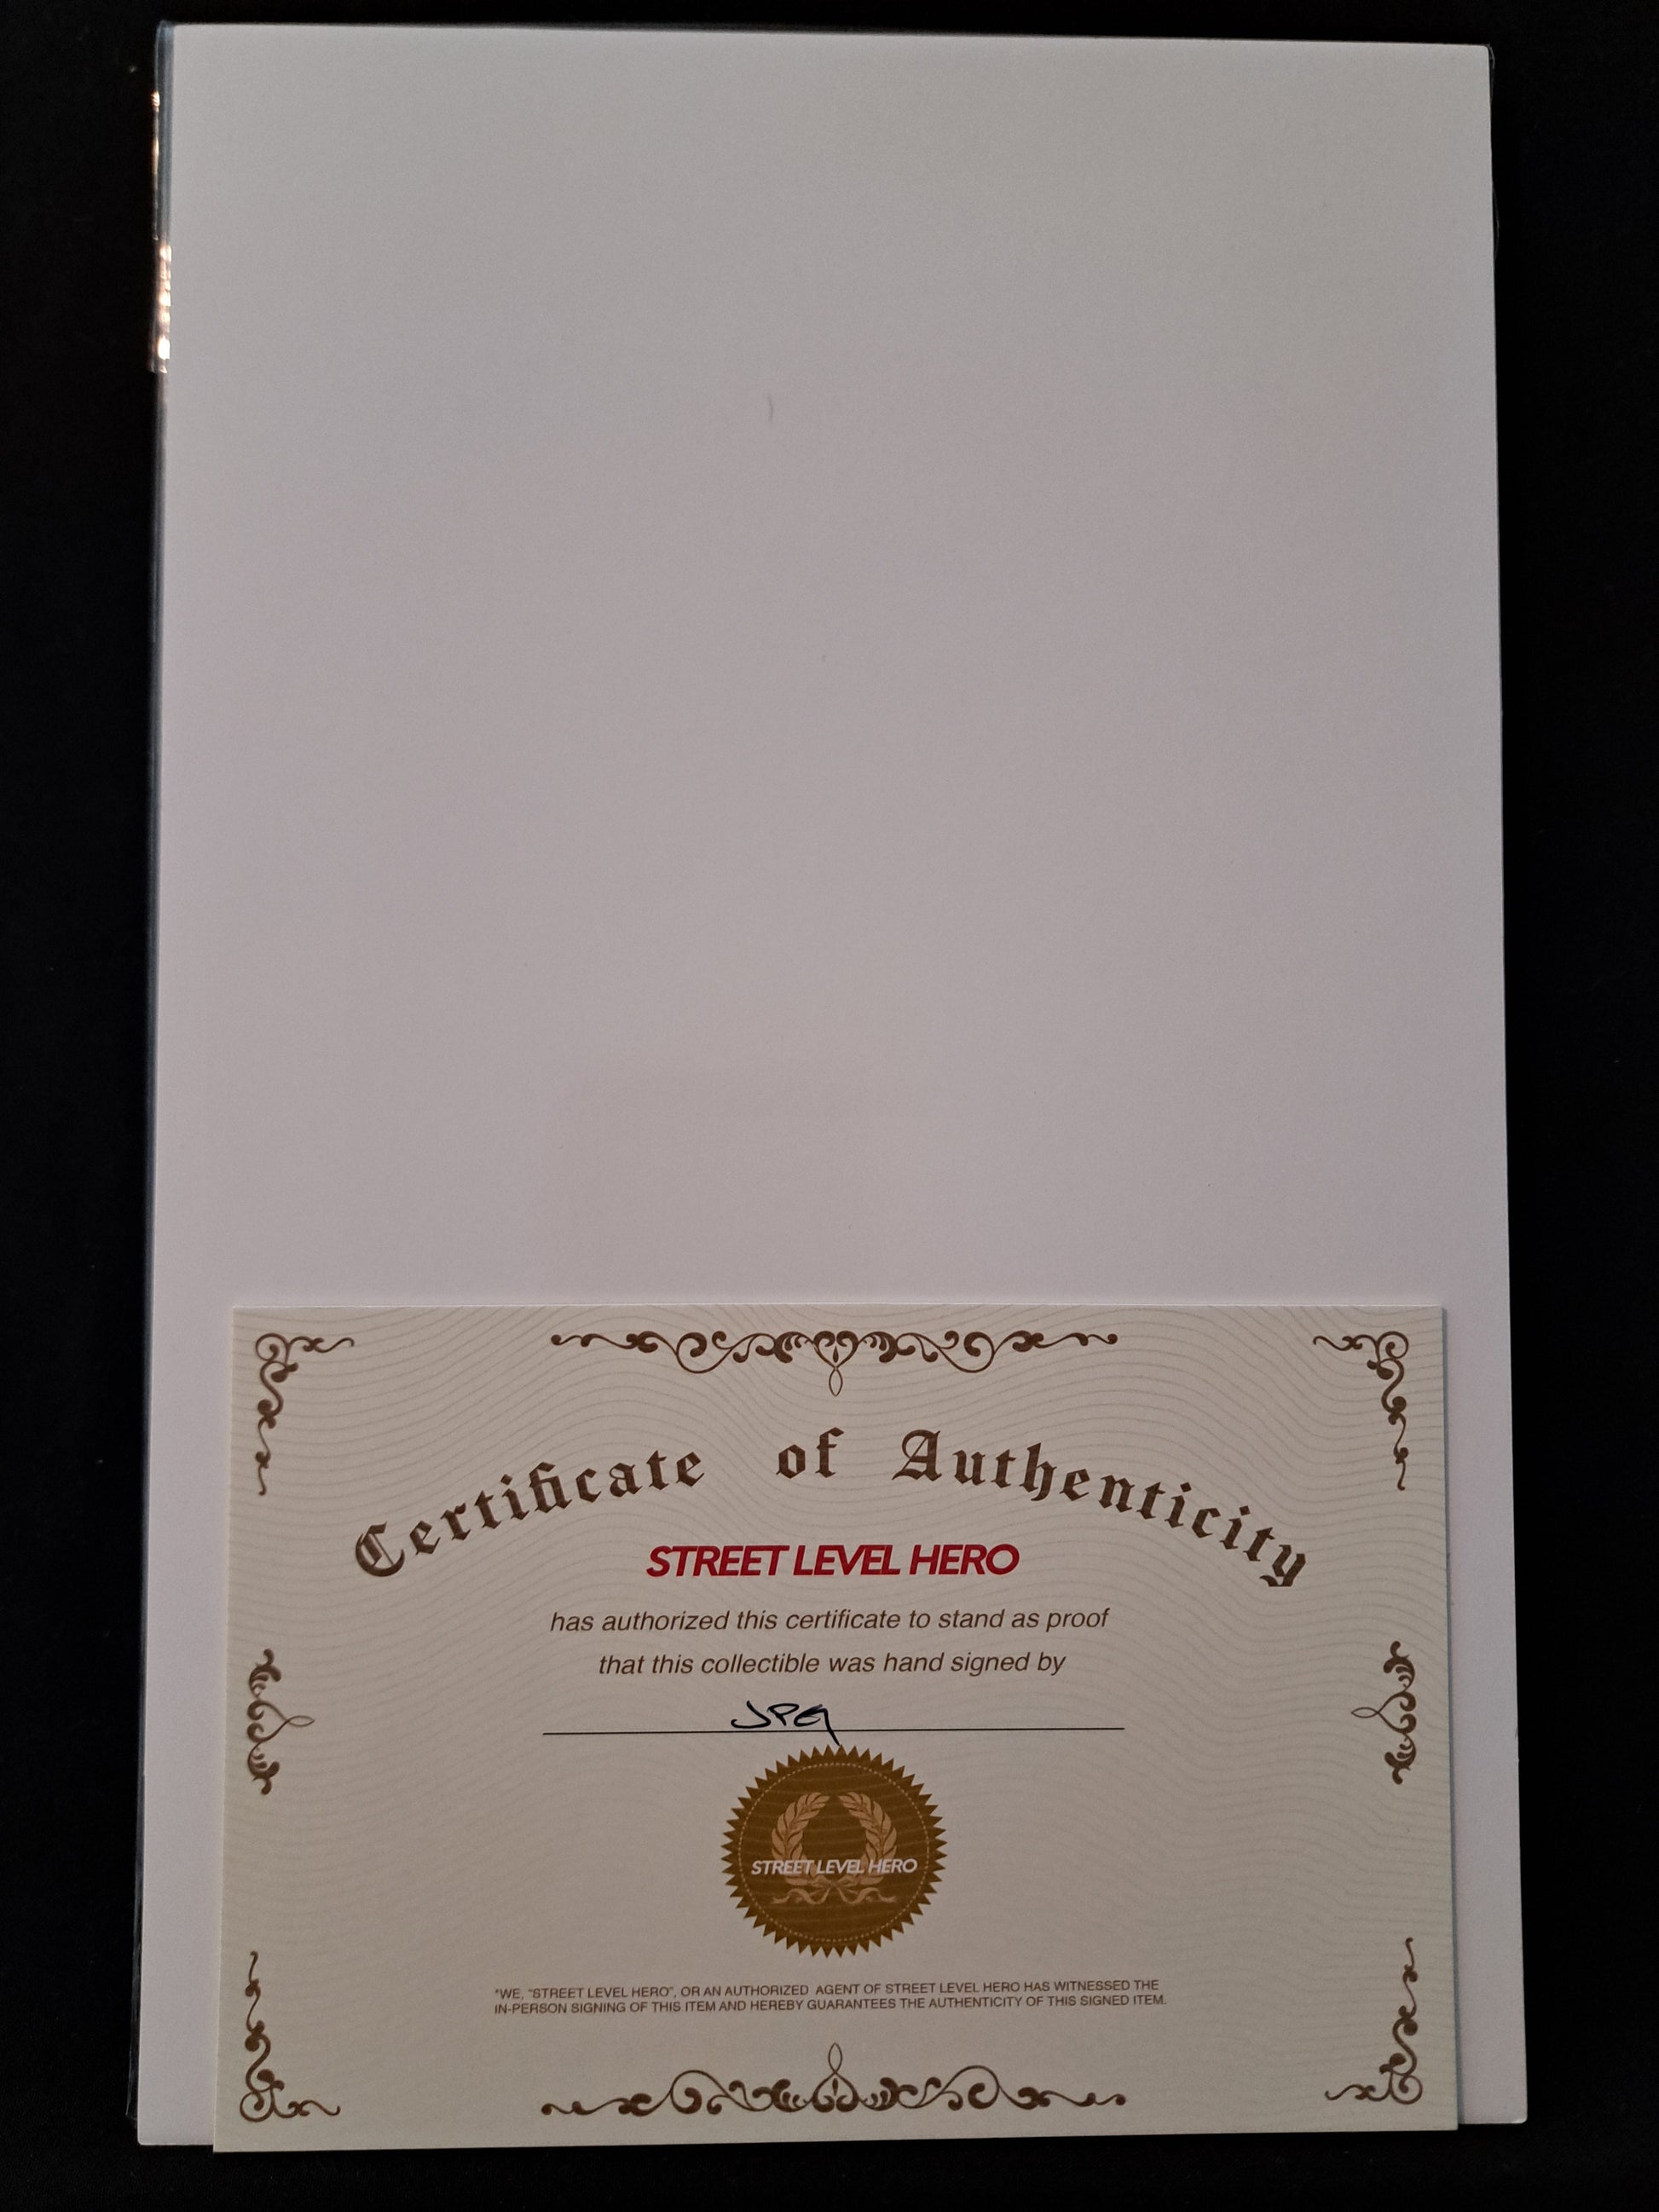 Certificate of Authenticity
STREET LEVEL HERO
has authorized this certificate to stand as proof
that this collectible was hand signed by
JPG
STREET LEVEL HERO
"WE, "STREET LEVEL HERO", OR AN AUTHORIZED AGENT OF STREET LEVEL HERO HAS WITNESSED THE
IN-PERSON SIGNING OF THIS ITEM AND HEREBY GUARANTEES THE AUTHENTICITY OF THIS SIGNED ITEM.